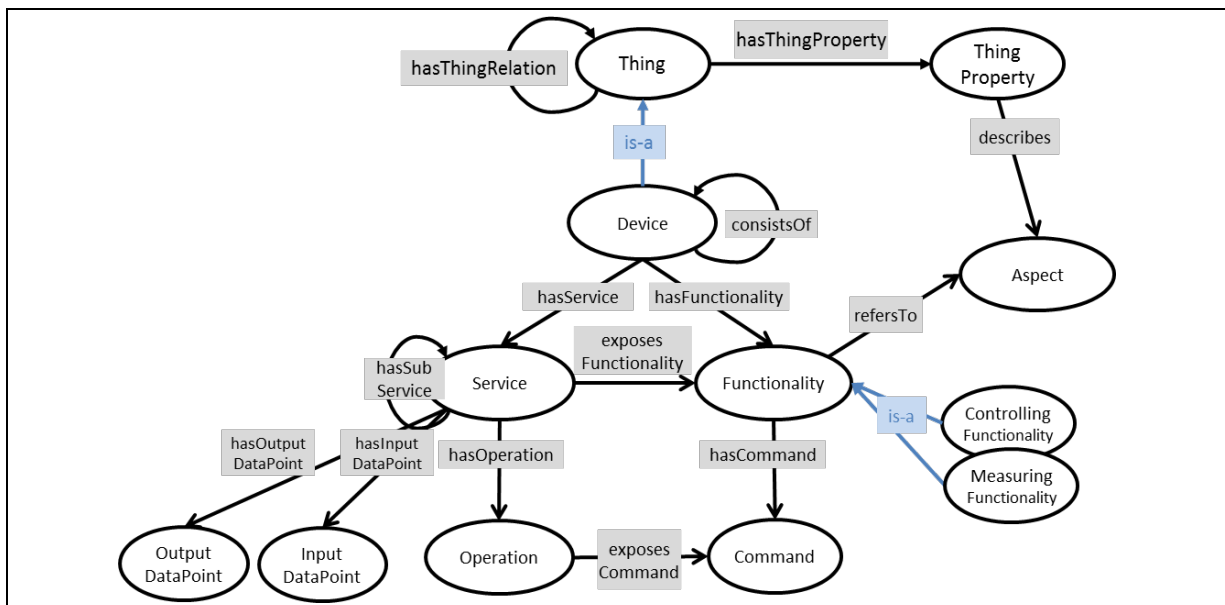 hasThingProperty
Thing
Property
hasThingRelation
Thing
describes
is-a
Device
consistsOf
Aspect
hasService
hasFunctionality
refersTo
exposes
Functionality
hasSub
Service
Service
Functionality
is-a
Controlling
Functionality
hasOutput
DataPoint
hasInput
DataPoint
hasOperation
hasCommand
Measuring
Functionality
Output
DataPoint
Input
DataPoint
Operation
exposes
Command
Command